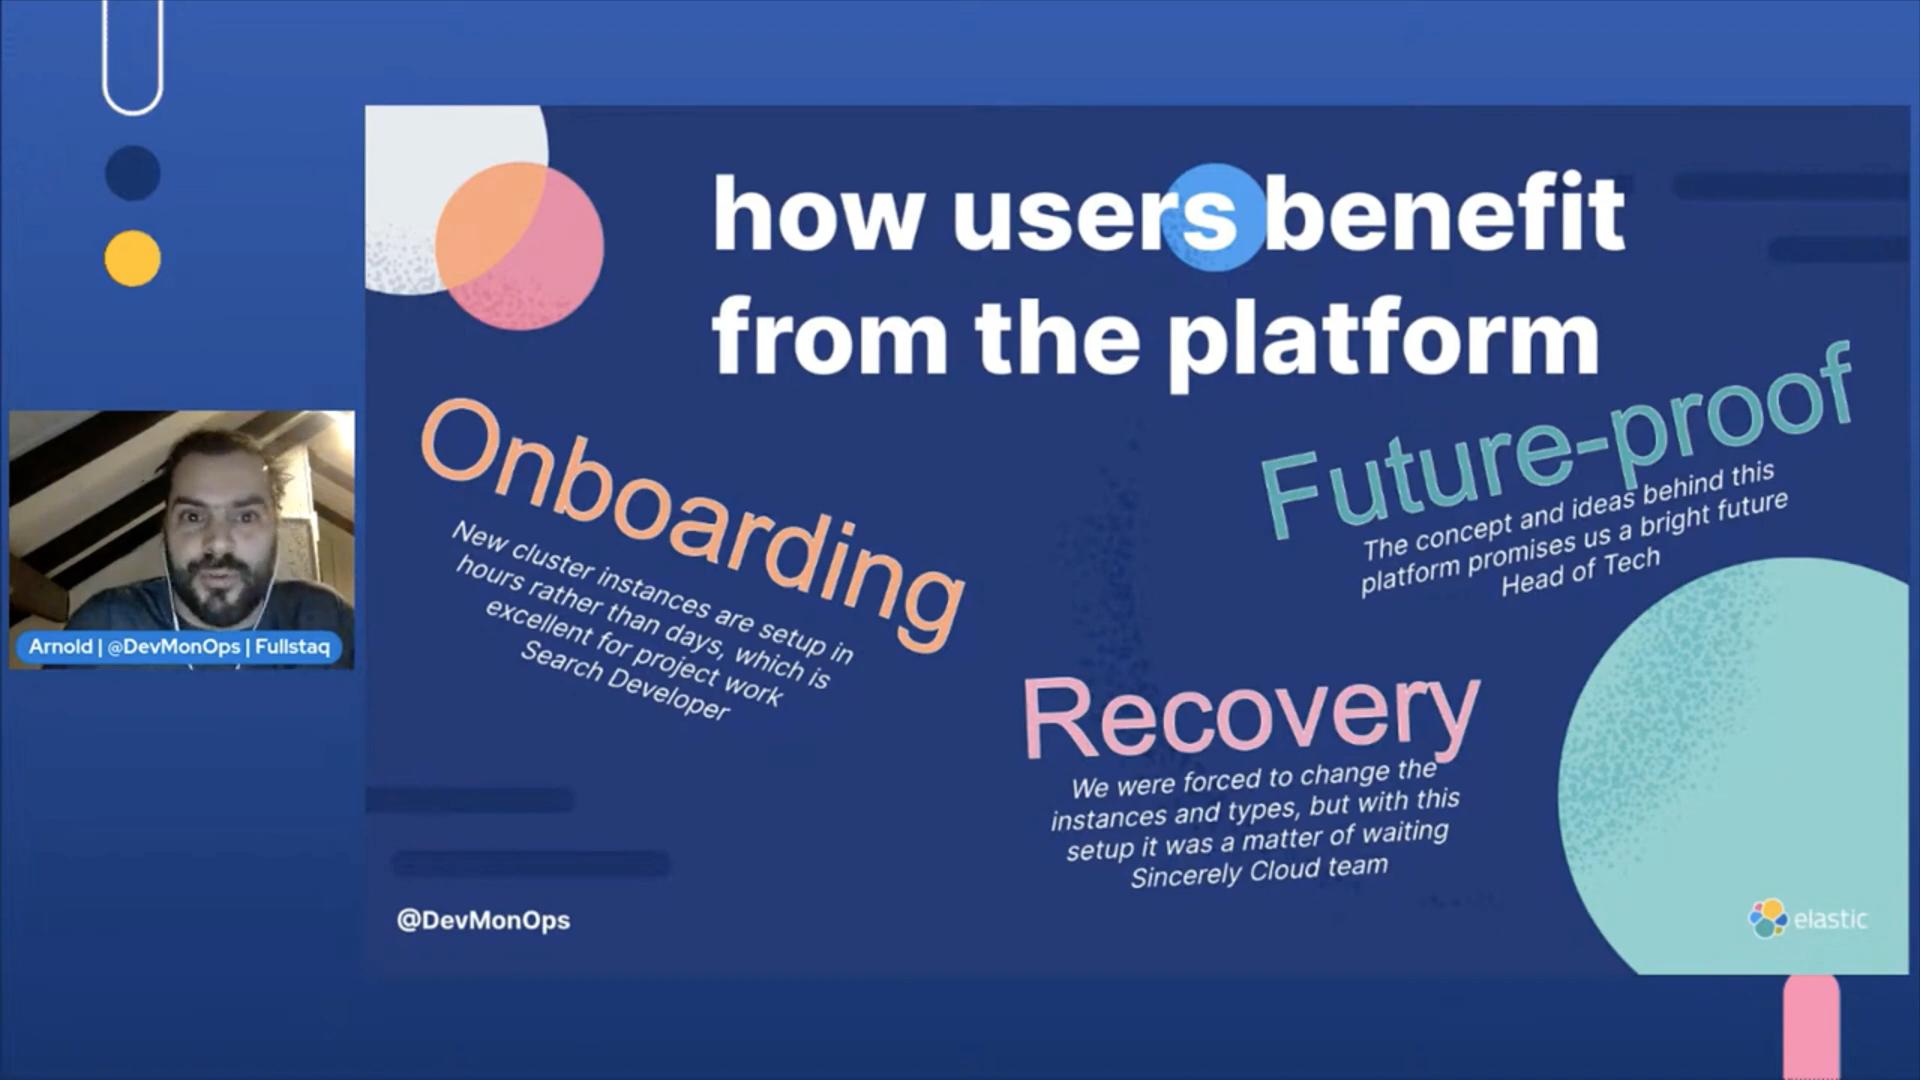 how users benefit
from the platform
Onboarding
New cluster instances are setup in
hours rather than days, which is
excellent for project work
Search Developer
Future-proof
The concept and ideas behind this
platform promises us a bright future
Head of Tech
Recovery
We were forced to change the
instances and types, but with this
setup it was a matter of waiting
Sincerely Cloud team
Arnold | @DevMonOps | Fullstaq
@DevMonOps
elastic